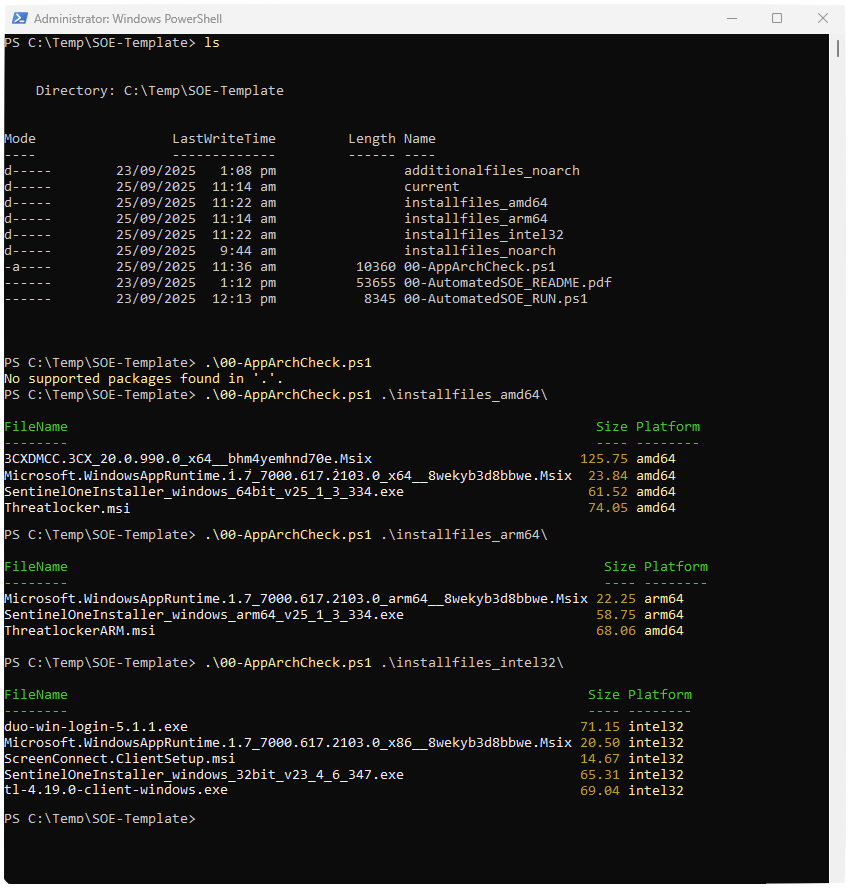 Administrator: Windows PowerShell
PS C:\Temp\SOE-Template> ls
Directory: C:\Temp\SOE-Template
Mode                 LastWriteTime         Length Name
----                 -------------         ------ ----
d-----        23/09/2025   1:08 pm                additionalfiles_noarch
d-----        25/09/2025  11:14 am                current
d-----        25/09/2025  11:22 am                installfiles_amd64
d-----        25/09/2025  11:14 am                installfiles_arm64
d-----        25/09/2025  11:22 am                installfiles_intel32
d-----        25/09/2025   9:44 am                installfiles_noarch
-a----        25/09/2025  11:36 am          10360 00-AppArchCheck.ps1
------        23/09/2025   1:12 pm          53655 00-AutomatedSOE_README.pdf
------        23/09/2025  12:13 pm           8345 00-AutomatedSOE_RUN.ps1
PS C:\Temp\SOE-Template> .\00-AppArchCheck.ps1
No supported packages found in '.'.
PS C:\Temp\SOE-Template> .\00-AppArchCheck.ps1 .\installfiles_amd64\
FileName                                                                  Size Platform
--------                                                                  ---- --------
3CXDMCC.3CX_20.0.990.0_x64__bhm4yemhnd70e.Msix                          125.75 amd64
Microsoft.WindowsAppRuntime.1.7_7000.617.2103.0_x64__8wekyb3d8bbwe.Msix  23.84 amd64
SentinelOneInstaller_windows_64bit_v25_1_3_334.exe                       61.52 amd64
Threatlocker.msi                                                         74.05 amd64
PS C:\Temp\SOE-Template> .\00-AppArchCheck.ps1 .\installfiles_arm64\
FileName                                                                   Size Platform
--------                                                                   ---- --------
Microsoft.WindowsAppRuntime.1.7_7000.617.2103.0_arm64__8wekyb3d8bbwe.Msix 22.25 arm64
SentinelOneInstaller_windows_arm64_v25_1_3_334.exe                        58.75 arm64
ThreatlockerARM.msi                                                       68.06 amd64
PS C:\Temp\SOE-Template> .\00-AppArchCheck.ps1 .\installfiles_intel32\
FileName                                                                 Size Platform
--------                                                                 ---- --------
duo-win-login-5.1.1.exe                                                 71.15 intel32
Microsoft.WindowsAppRuntime.1.7_7000.617.2103.0_x86__8wekyb3d8bbwe.Msix 20.50 intel32
ScreenConnect.ClientSetup.msi                                           14.67 intel32
SentinelOneInstaller_windows_32bit_v23_4_6_347.exe                      65.31 intel32
tl-4.19.0-client-windows.exe                                            69.04 intel32
PS C:\Temp\SOE-Template>